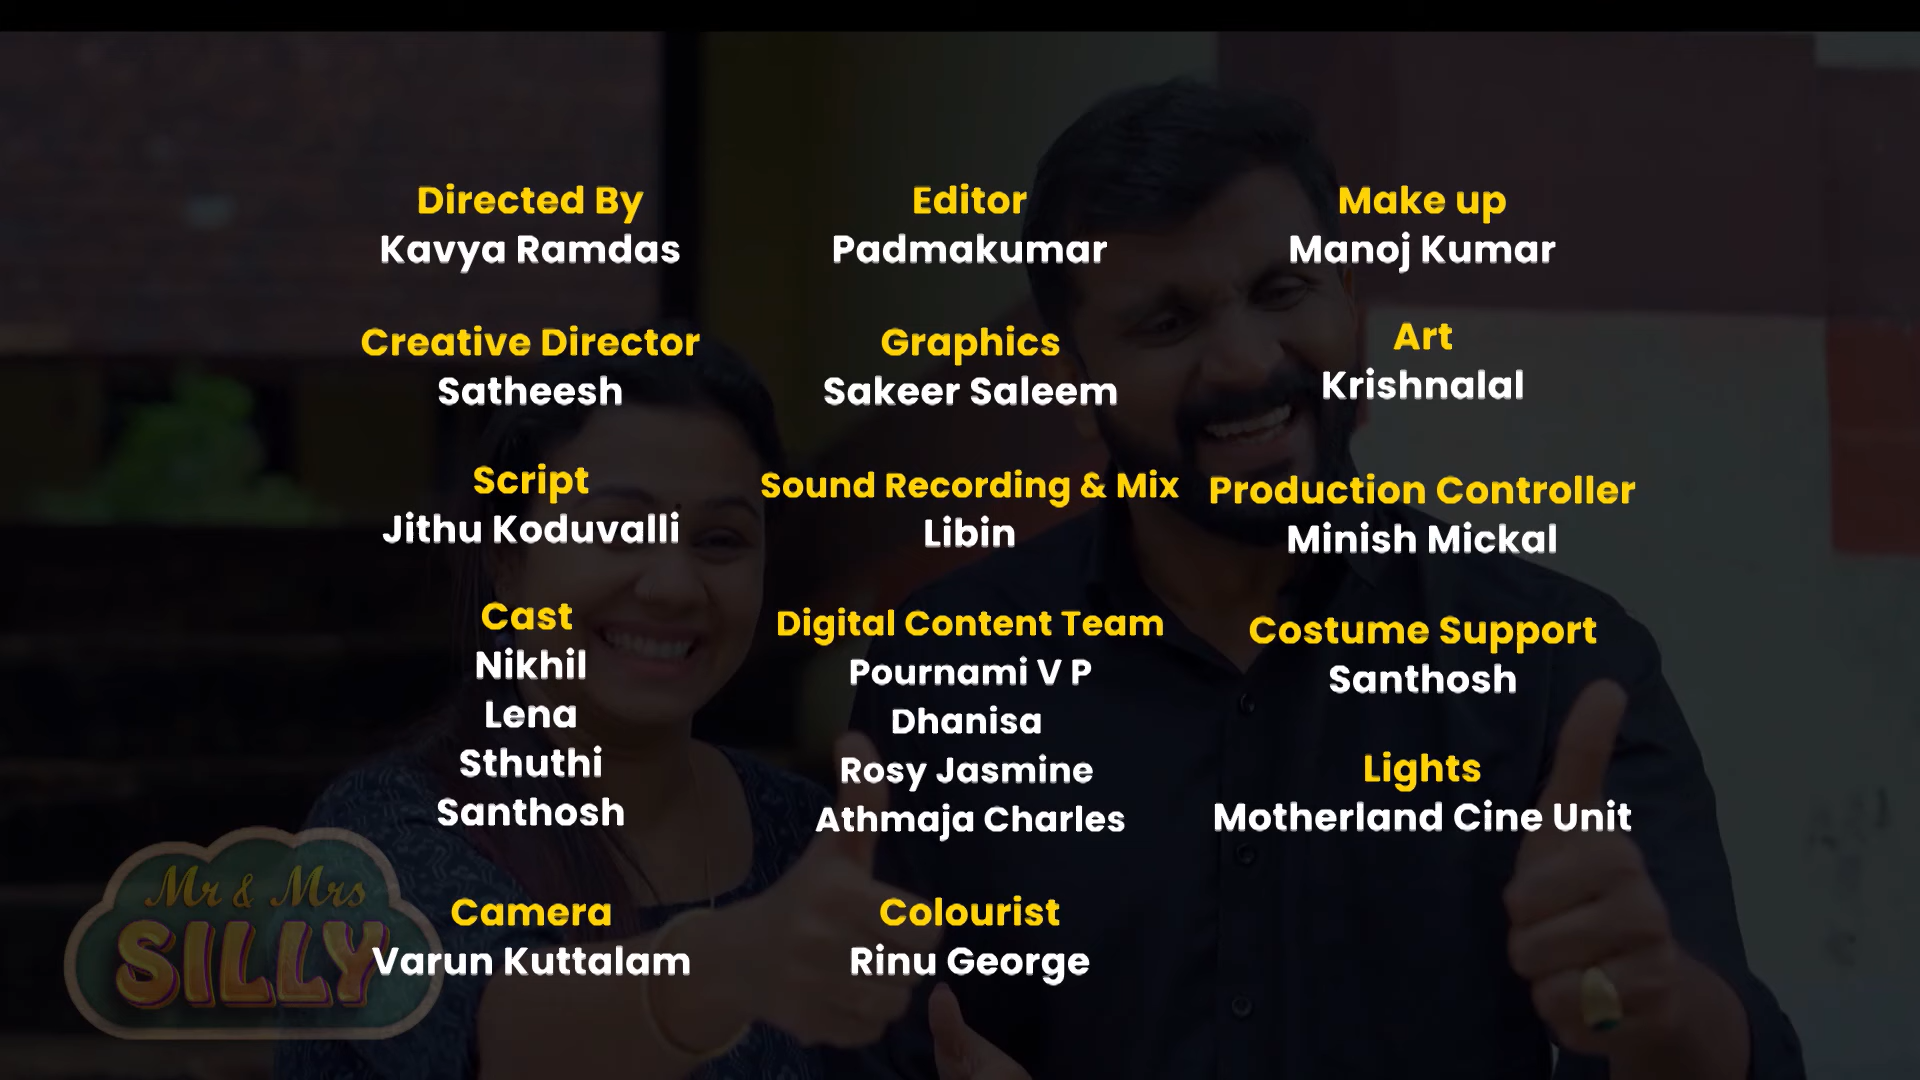 Directed By
Kavya Ramdas
Creative Director
Satheesh
Script
Jithu Koduvalli
Cast
Nikhil
Lena
Sthuthi
Santhosh
Camera
Varun Kuttalam
Editor
Padmakumar
Graphics
Sakeer Saleem
Sound Recording & Mix
Libin
Digital Content Team
Pournami V P
Dhanisa
Rosy Jasmine
Athmaja Charles
Colourist
Rinu George
Make up
Manoj Kumar
Art
Krishnalal
Production Controller
Minish Mickal
Costume Support
Santhosh
Lights
Motherland Cine Unit
Mr & Mrs
SILLY